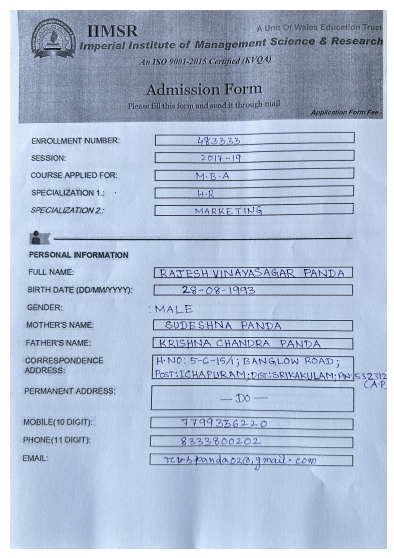 IIMSR
A Unit Of Wales Education Trust
Imperial Institute of Management Science & Research
An ISO 9001-2015 Certified (KVQA)
Admission Form
Please fill this form and send it through mail
Application Form Fee -
ENROLLMENT NUMBER: 483333
SESSION: 2017-19
COURSE APPLIED FOR: M.B.A
SPECIALIZATION 1.: H.R
SPECIALIZATION 2.: MARKETING
PERSONAL INFORMATION
FULL NAME: RAJESH VINAYASAGAR PANDA
BIRTH DATE (DD/MM/YYYY): 28-08-1993
GENDER: : MALE
MOTHER'S NAME: SUDESHNA PANDA
FATHER'S NAME: KRISHNA CHANDRA PANDA
CORRESPONDENCE ADDRESS: H.NO: 5-6-15/1; BANGLOW ROAD;
POST: ICHAPURAM; DIST: SRIKAKULAM; PIN: 532312
(A.P.
PERMANENT ADDRESS: — DO —
MOBILE(10 DIGIT): 7799336220
PHONE(11 DIGIT): 8333800202
EMAIL: rvspanda02@gmail.com